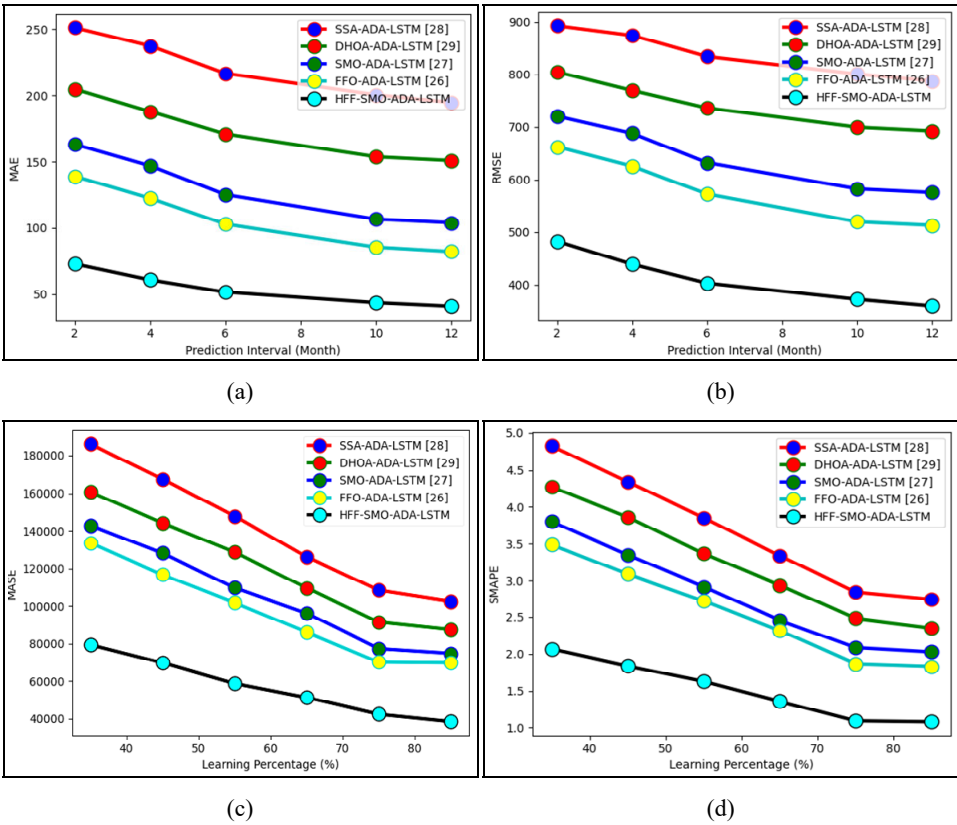 SSA-ADA-LSTM [28]
DHOA-ADA-LSTM [29]
SMO-ADA-LSTM [27]
FFO-ADA-LSTM [26]
HFF-SMO-ADA-LSTM
250
200
150
100
50
MAE
2 4 6 8 10 12
Prediction Interval (Month)
(a)
SSA-ADA-LSTM [28]
DHOA-ADA-LSTM [29]
SMO-ADA-LSTM [27]
FFO-ADA-LSTM [26]
HFF-SMO-ADA-LSTM
900
800
700
600
500
400
RMSE
2 4 6 8 10 12
Prediction Interval (Month)
(b)
SSA-ADA-LSTM [28]
DHOA-ADA-LSTM [29]
SMO-ADA-LSTM [27]
FFO-ADA-LSTM [26]
HFF-SMO-ADA-LSTM
180000
160000
140000
120000
100000
80000
60000
40000
MASE
40 50 60 70 80
Learning Percentage (%)
(c)
SSA-ADA-LSTM [28]
DHOA-ADA-LSTM [29]
SMO-ADA-LSTM [27]
FFO-ADA-LSTM [26]
HFF-SMO-ADA-LSTM
5.0
4.5
4.0
3.5
3.0
2.5
2.0
1.5
1.0
SMAPE
40 50 60 70 80
Learning Percentage (%)
(d)